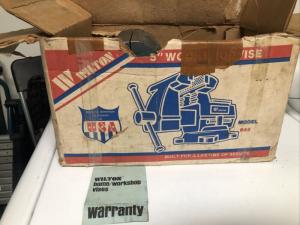 WILTON
5" WO
VISE
USA
MODEL
BUILT FOR A LIFETIME OF SERVICE
WILTON
home/workshop
vises
warranty